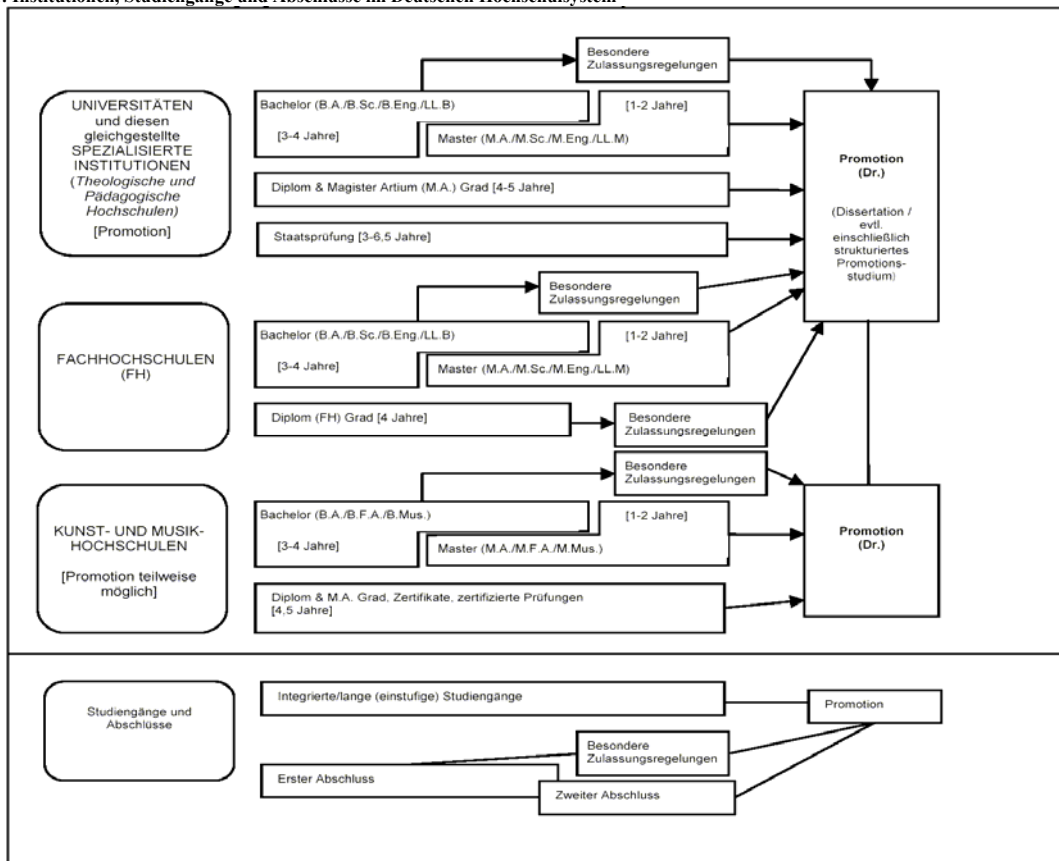 . Institutionen, Studiengänge und Abschlüsse im Deutschen Hochschulsystem
Besondere
Zulassungsregelungen
UNIVERSITÄTEN
und diesen
gleichgestellte
SPEZIALISIERTE
INSTITUTIONEN
(Theologische und
Pädagogische
Hochschulen)
[Promotion]
Bachelor (B.A./B.Sc./B.Eng./LL.B)
[3-4 Jahre]
[1-2 Jahre]
Master (M.A./M.Sc./M.Eng./LL.M)
Diplom & Magister Artium (M.A.) Grad [4-5 Jahre]
Staatsprüfung [3-6,5 Jahre]
Promotion
(Dr.)
(Dissertation /
evtl.
einschließlich
strukturiertes
Promotions-
studium)
Besondere
Zulassungsregelungen
FACHHOCHSCHULEN
(FH)
Bachelor (B.A./B.Sc./B.Eng./LL.B)
[3-4 Jahre]
[1-2 Jahre]
Master (M.A./M.Sc./M.Eng./LL.M)
Diplom (FH) Grad [4 Jahre]
Besondere
Zulassungsregelungen
Besondere
Zulassungsregelungen
KUNST- UND MUSIK-
HOCHSCHULEN
[Promotion teilweise
möglich]
Bachelor (B.A./B.F.A./B.Mus.)
[3-4 Jahre]
[1-2 Jahre]
Master (M.A./M.F.A./M.Mus.)
Diplom & M.A. Grad, Zertifikate, zertifizierte Prüfungen
[4,5 Jahre]
Promotion
(Dr.)
Studiengänge und
Abschlüsse
Integrierte/lange (einstufige) Studiengänge
Promotion
Besondere
Zulassungsregelungen
Erster Abschluss
Zweiter Abschluss